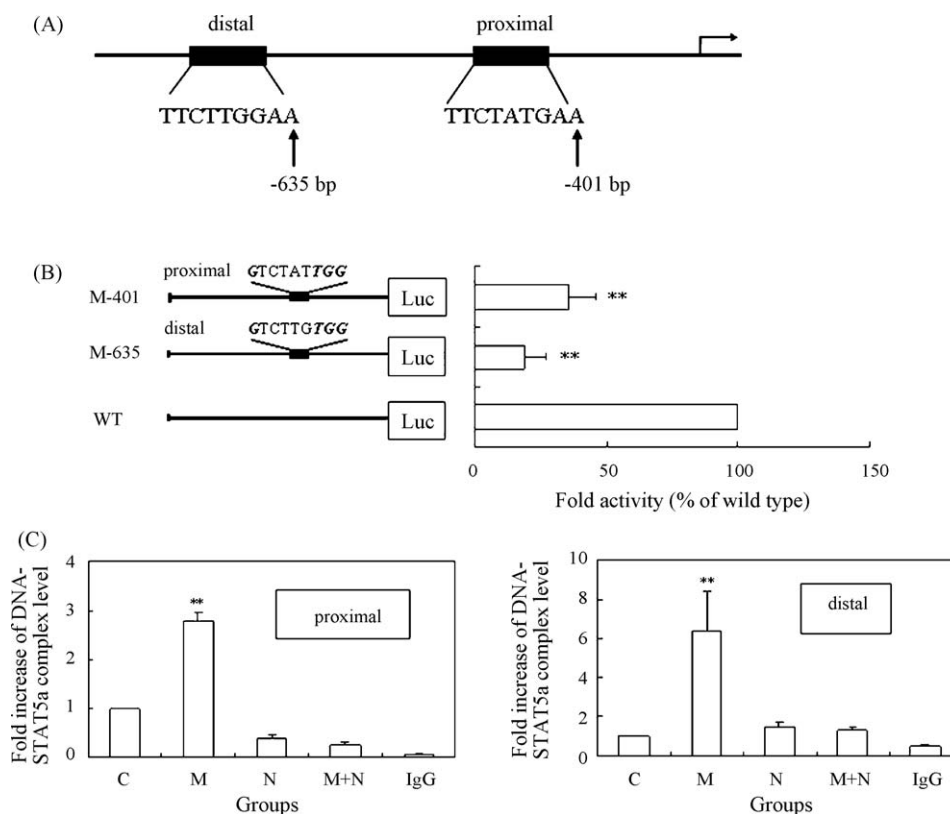 (A)
distal proximal
TTCTTGGAA TTCTATGAA
-635 bp -401 bp
(B)
proximal GTCTATTGG
M-401 Luc **
distal GTCTTGTGG
M-635 Luc **
WT Luc
0 50 100 150
Fold activity (% of wild type)
(C)
Fold increase of DNA-
STAT5a complex level
4
3
2
1
0
**
proximal
C M N M+N IgG
Groups
Fold increase of DNA-
STAT5a complex level
10
8
6
4
2
0
**
distal
C M N M+N IgG
Groups